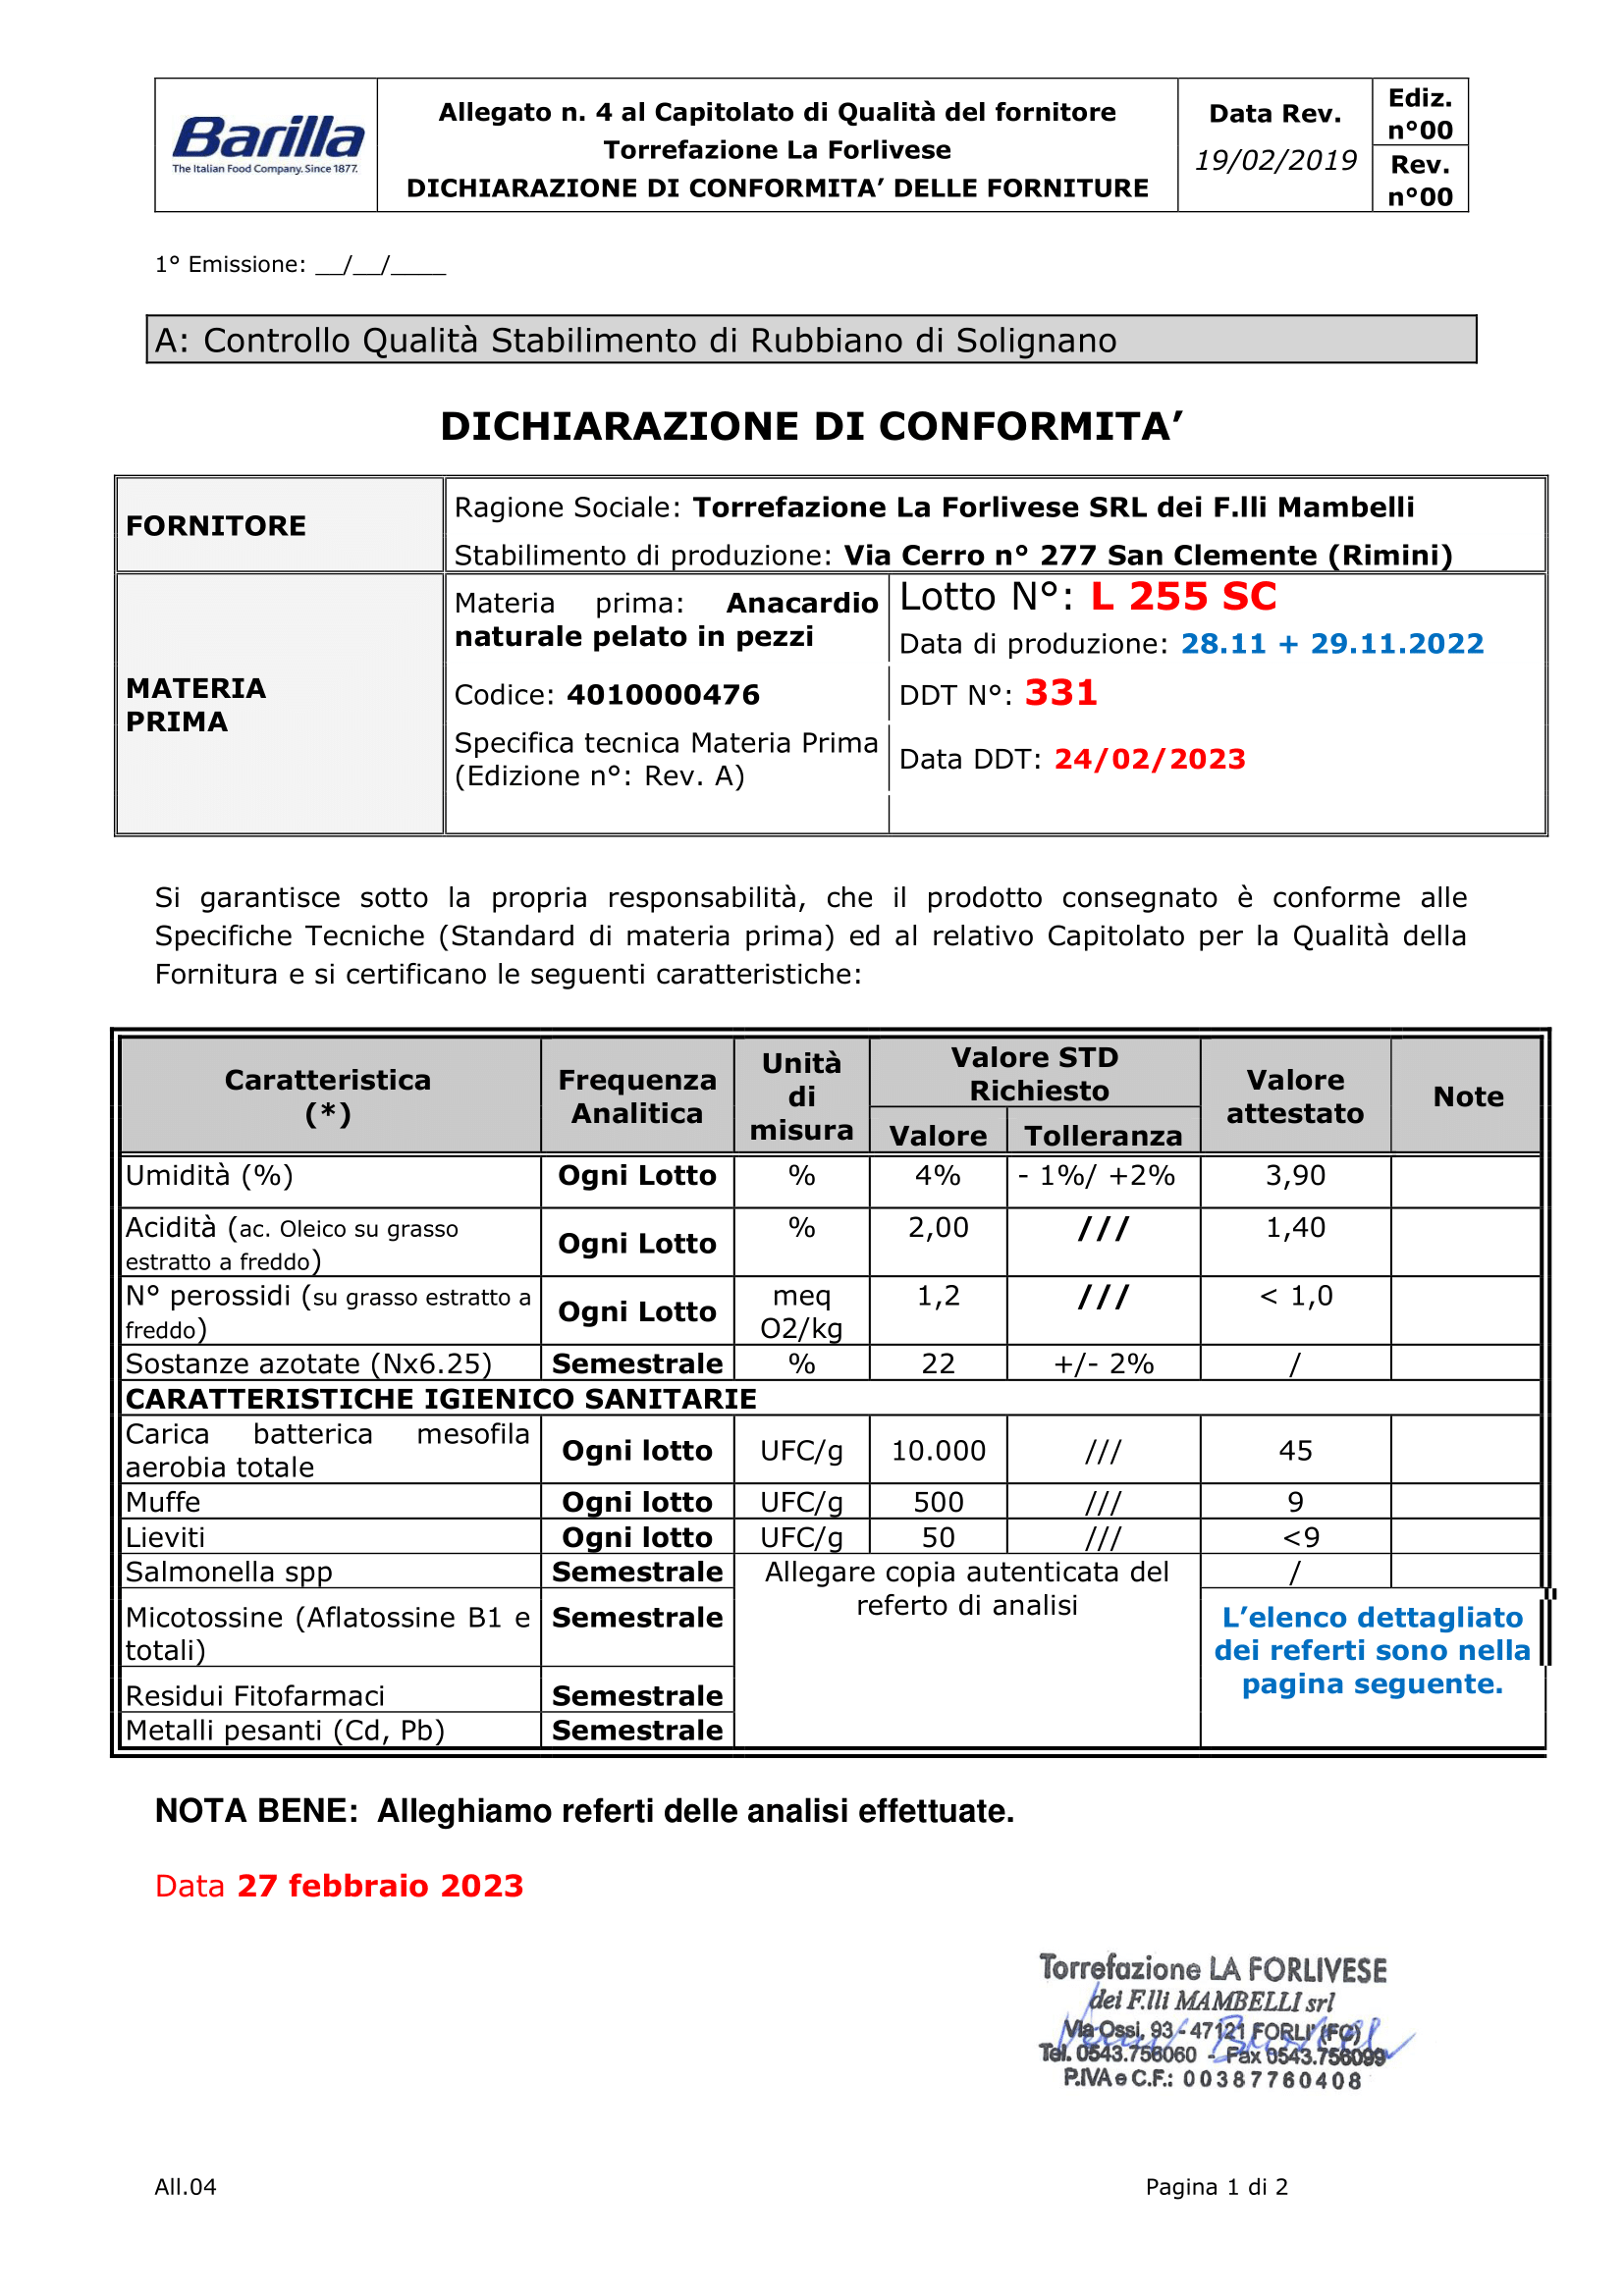 Barilla
The Italian Food Company. Since 1877.
Allegato n. 4 al Capitolato di Qualità del fornitore
Torrefazione La Forlivese
DICHIARAZIONE DI CONFORMITA’ DELLE FORNITURE
Data Rev.
19/02/2019
Ediz.
n°00
Rev.
n°00
1° Emissione: __/__/____
A: Controllo Qualità Stabilimento di Rubbiano di Solignano
DICHIARAZIONE DI CONFORMITA’
FORNITORE
Ragione Sociale: Torrefazione La Forlivese SRL dei F.lli Mambelli
Stabilimento di produzione: Via Cerro n° 277 San Clemente (Rimini)
MATERIA
PRIMA
Materia prima: Anacardio
naturale pelato in pezzi
Lotto N°: L 255 SC
Data di produzione: 28.11 + 29.11.2022
Codice: 4010000476
DDT N°: 331
Specifica tecnica Materia Prima
(Edizione n°: Rev. A)
Data DDT: 24/02/2023
Si garantisce sotto la propria responsabilità, che il prodotto consegnato è conforme alle
Specifiche Tecniche (Standard di materia prima) ed al relativo Capitolato per la Qualità della
Fornitura e si certificano le seguenti caratteristiche:
Caratteristica
(*)
Frequenza
Analitica
Unità
di
misura
Valore STD
Richiesto
Valore
Tolleranza
Valore
attestato
Note
Umidità (%) Ogni Lotto % 4% - 1%/ +2% 3,90
Acidità (ac. Oleico su grasso
estratto a freddo) Ogni Lotto % 2,00 /// 1,40
N° perossidi (su grasso estratto a
freddo) Ogni Lotto meq
O2/kg 1,2 /// < 1,0
Sostanze azotate (Nx6.25) Semestrale % 22 +/- 2% /
CARATTERISTICHE IGIENICO SANITARIE
Carica batterica mesofila
aerobia totale Ogni lotto UFC/g 10.000 /// 45
Muffe Ogni lotto UFC/g 500 /// 9
Lieviti Ogni lotto UFC/g 50 /// <9
Salmonella spp Semestrale Allegare copia autenticata del
referto di analisi /
Micotossine (Aflatossine B1 e
totali) Semestrale
L’elenco dettagliato
dei referti sono nella
pagina seguente.
Residui Fitofarmaci Semestrale
Metalli pesanti (Cd, Pb) Semestrale
NOTA BENE: Alleghiamo referti delle analisi effettuate.
Data 27 febbraio 2023
Torrefazione LA FORLIVESE
dei F.lli MAMBELLI srl
Via Ossi, 93 - 47121 FORLI' (FC)
Tel. 0543.756060 - Fax 0543.756099
P.IVA e C.F.: 00387760408
All.04
Pagina 1 di 2